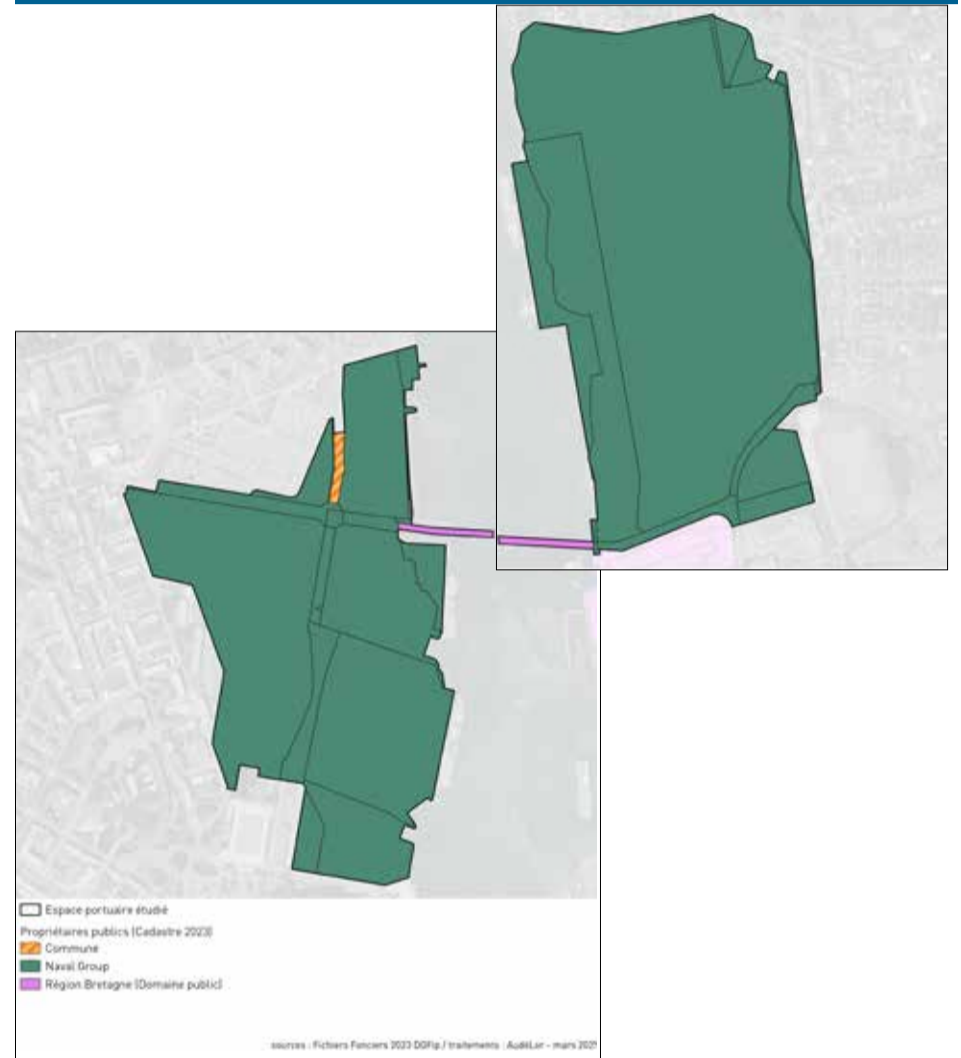 Espace portuaire étudié
Propriétaires publics (Cadastre 2023)
Commune
Naval Group
Région Bretagne (Domaine public)
sources : Fichiers Fonciers 2023 DGFip / traitements : AudéLor - mars 202